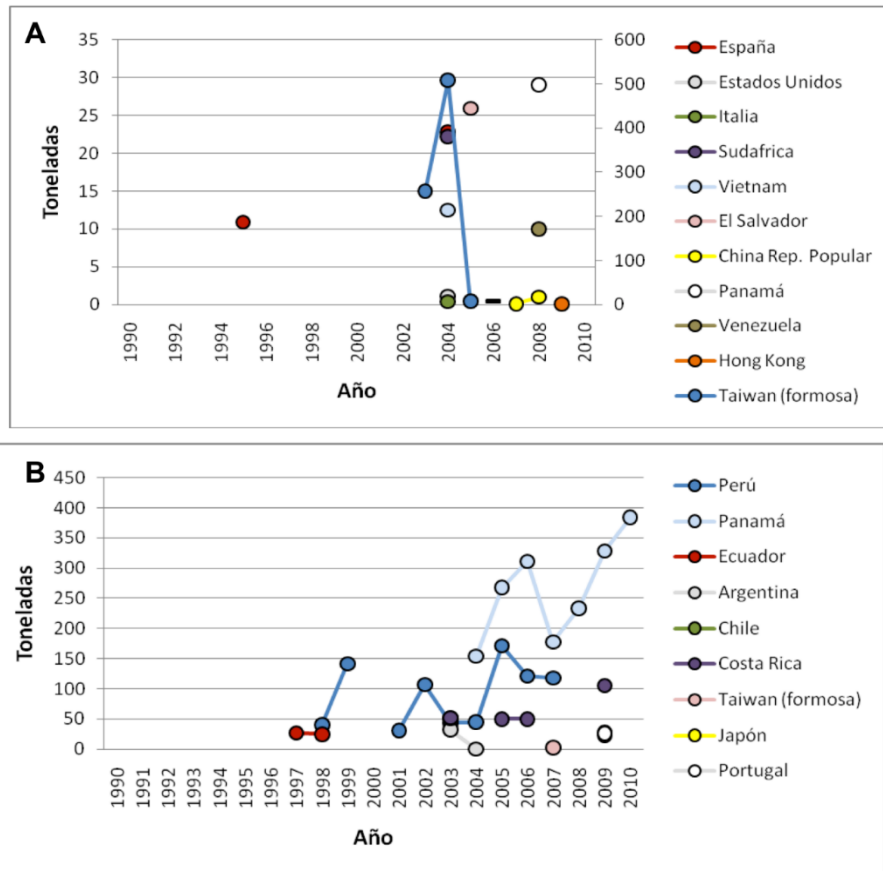 A
Toneladas
35
30
25
20
15
10
5
0
600
500
400
300
200
100
0
1990
1992
1994
1996
1998
2000
2002
2004
2006
2008
2010
Año
España
Estados Unidos
Italia
Sudafrica
Vietnam
El Salvador
China Rep. Popular
Panamá
Venezuela
Hong Kong
Taiwan (formosa)
B
Toneladas
450
400
350
300
250
200
150
100
50
0
1990
1991
1992
1993
1994
1995
1996
1997
1998
1999
2000
2001
2002
2003
2004
2005
2006
2007
2008
2009
2010
Año
Perú
Panamá
Ecuador
Argentina
Chile
Costa Rica
Taiwan (formosa)
Japón
Portugal